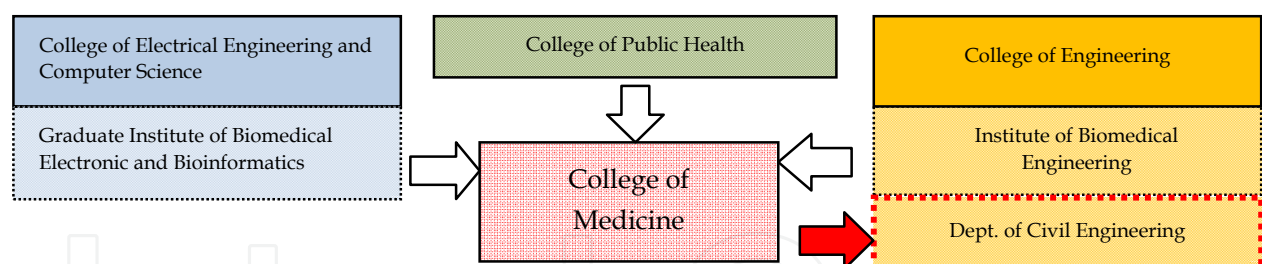 College of Electrical Engineering and
Computer Science
Graduate Institute of Biomedical
Electronic and Bioinformatics
College of Public Health
College of
Medicine
College of Engineering
Institute of Biomedical
Engineering
Dept. of Civil Engineering